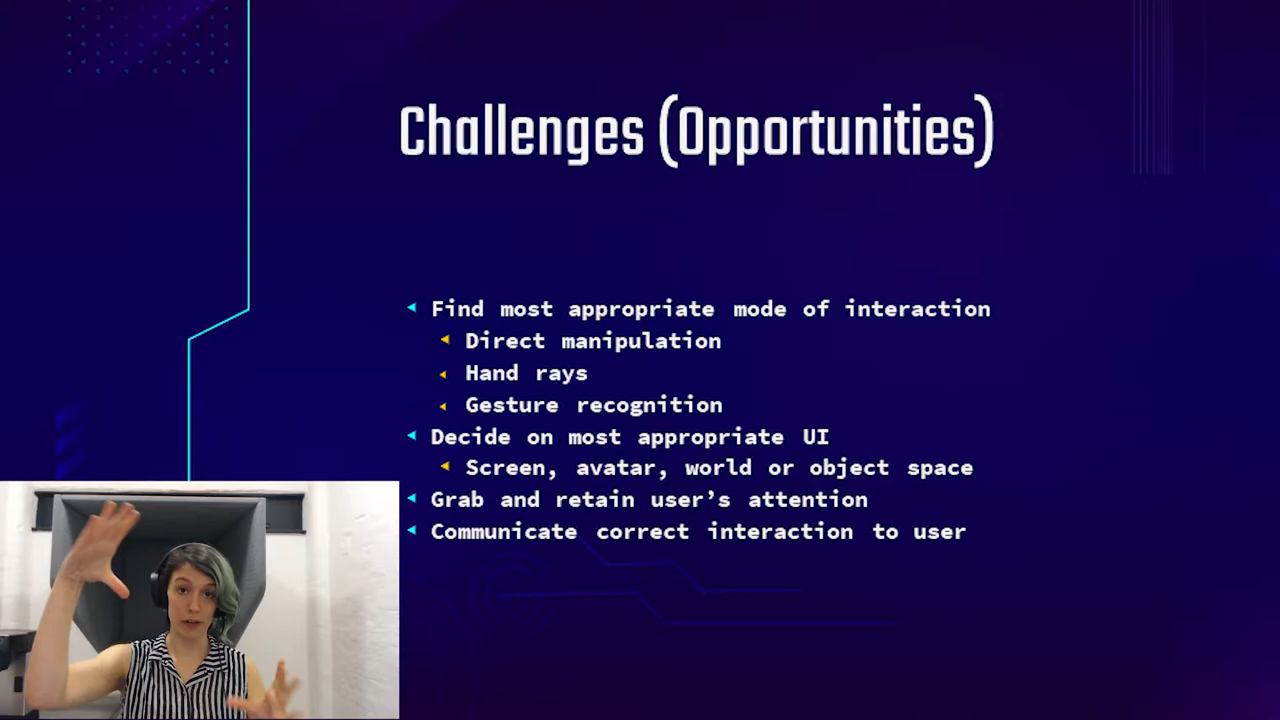 Challenges (Opportunities)
Find most appropriate mode of interaction
Direct manipulation
Hand rays
Gesture recognition
Decide on most appropriate UI
Screen, avatar, world or object space
Grab and retain user’s attention
Communicate correct interaction to user